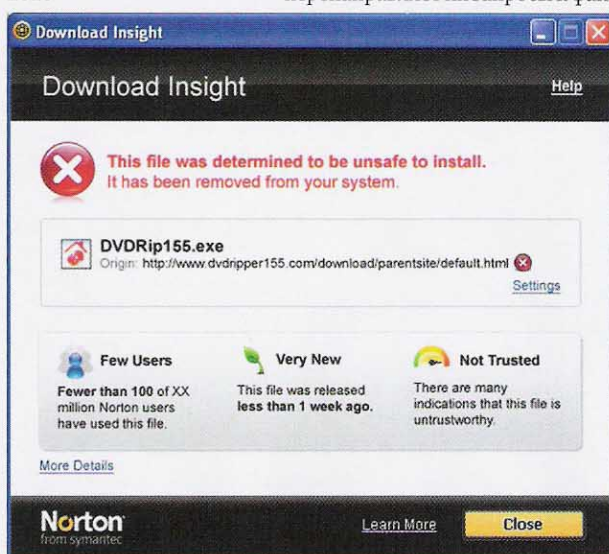 Download Insight
Download Insight
Help
This file was determined to be unsafe to install.
It has been removed from your system.
DVDRip155.exe
Origin: http://www.dvdripper155.com/download/parentsite/default.html
Settings
Few Users
Fewer than 100 of XX
million Norton users
have used this file.
Very New
This file was released
less than 1 week ago.
Not Trusted
There are many
indications that this file is
untrustworthy.
More Details
Norton
from symantec
Learn More
Close